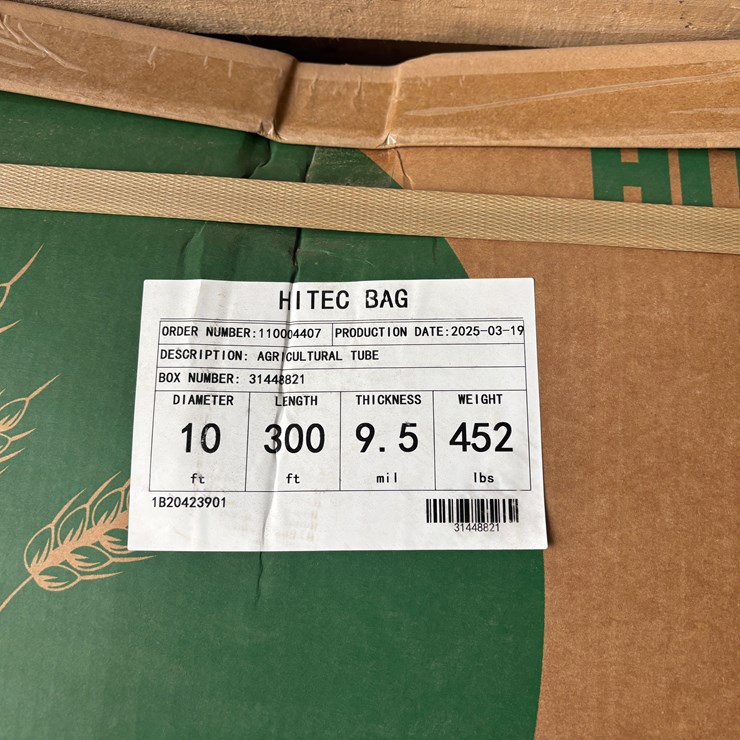 HI
HITEC BAG
ORDER NUMBER:110004407 PRODUCTION DATE:2025-03-19
DESCRIPTION: AGRICULTURAL TUBE
BOX NUMBER: 31448821
DIAMETER LENGTH THICKNESS WEIGHT
10 300 9.5 452
ft ft mil lbs
1B20423901
31448821